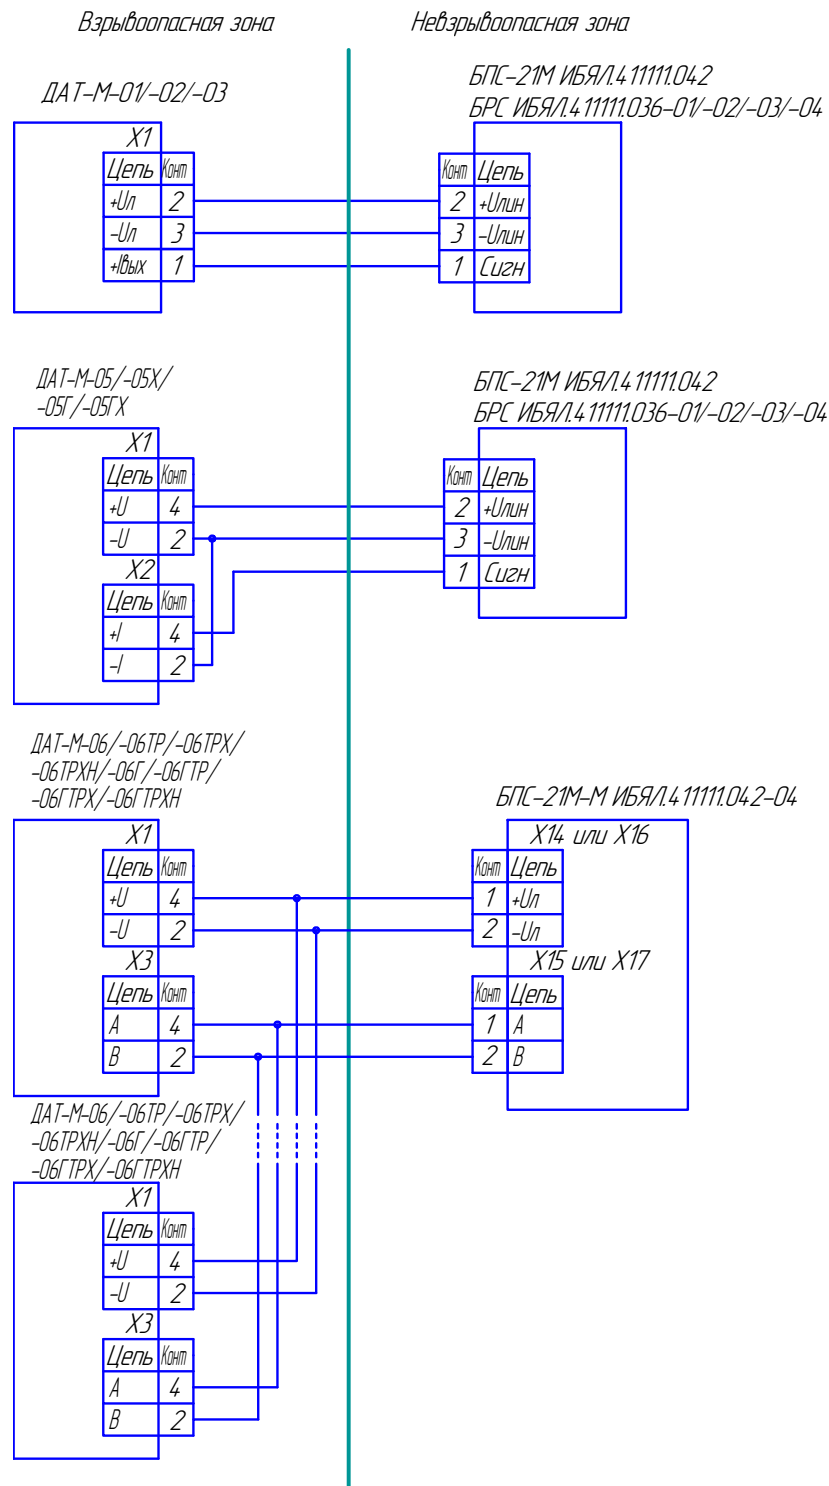 Взрывоопасная зона
Невзрывоопасная зона
ДАТ-М-01/-02/-03
БПС-21М ИБЯЛ.411111.042
БРС ИБЯЛ.411111.036-01/-02/-03/-04
X1
Цепь Конт
+Uл 2
-Uл 3
+Iвых 1
Конт Цепь
2 +Uлин
3 -Uлин
1 Сигн
ДАТ-М-05/-05Х/
-05Г/-05ГХ
БПС-21М ИБЯЛ.411111.042
БРС ИБЯЛ.411111.036-01/-02/-03/-04
X1
Цепь Конт
+U 4
-U 2
X2
Цепь Конт
+I 4
-I 2
Конт Цепь
2 +Uлин
3 -Uлин
1 Сигн
ДАТ-М-06/-06ТР/-06ТРХ/
-06ТРХН/-06Г/-06ГТР/
-06ГТРХ/-06ГТРХН
БПС-21М-М ИБЯЛ.411111.042-04
X1
Цепь Конт
+U 4
-U 2
X3
Цепь Конт
A 4
B 2
X14 или X16
Конт Цепь
1 +Uл
2 -Uл
X15 или X17
Конт Цепь
1 A
2 B
ДАТ-М-06/-06ТР/-06ТРХ/
-06ТРХН/-06Г/-06ГТР/
-06ГТРХ/-06ГТРХН
X1
Цепь Конт
+U 4
-U 2
X3
Цепь Конт
A 4
B 2